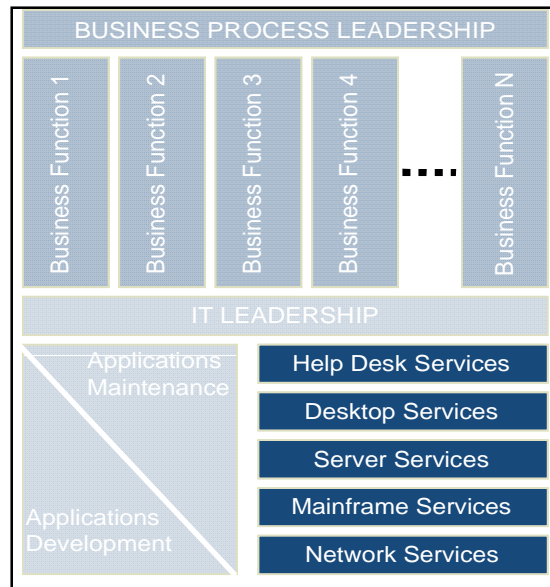 BUSINESS PROCESS LEADERSHIP
Business Function 1
Business Function 2
Business Function 3
Business Function 4
Business Function N
IT LEADERSHIP
Applications
Maintenance
Applications
Development
Help Desk Services
Desktop Services
Server Services
Mainframe Services
Network Services